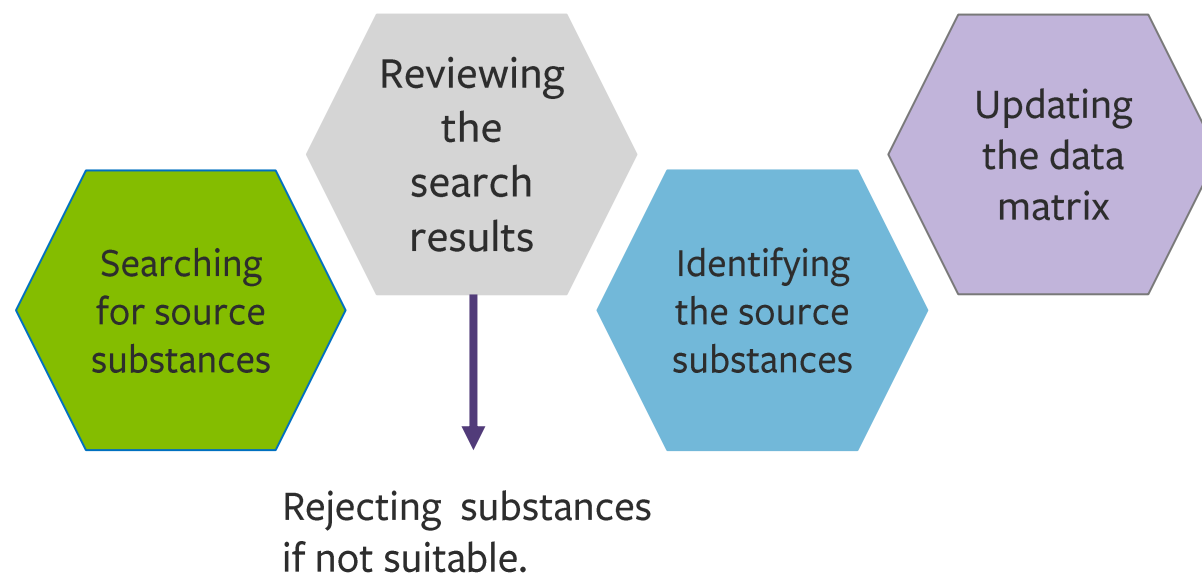 Searching
for source
substances
Reviewing
the
search
results
Rejecting  substances
if not suitable.
Identifying
the source
substances
Updating
the data
matrix